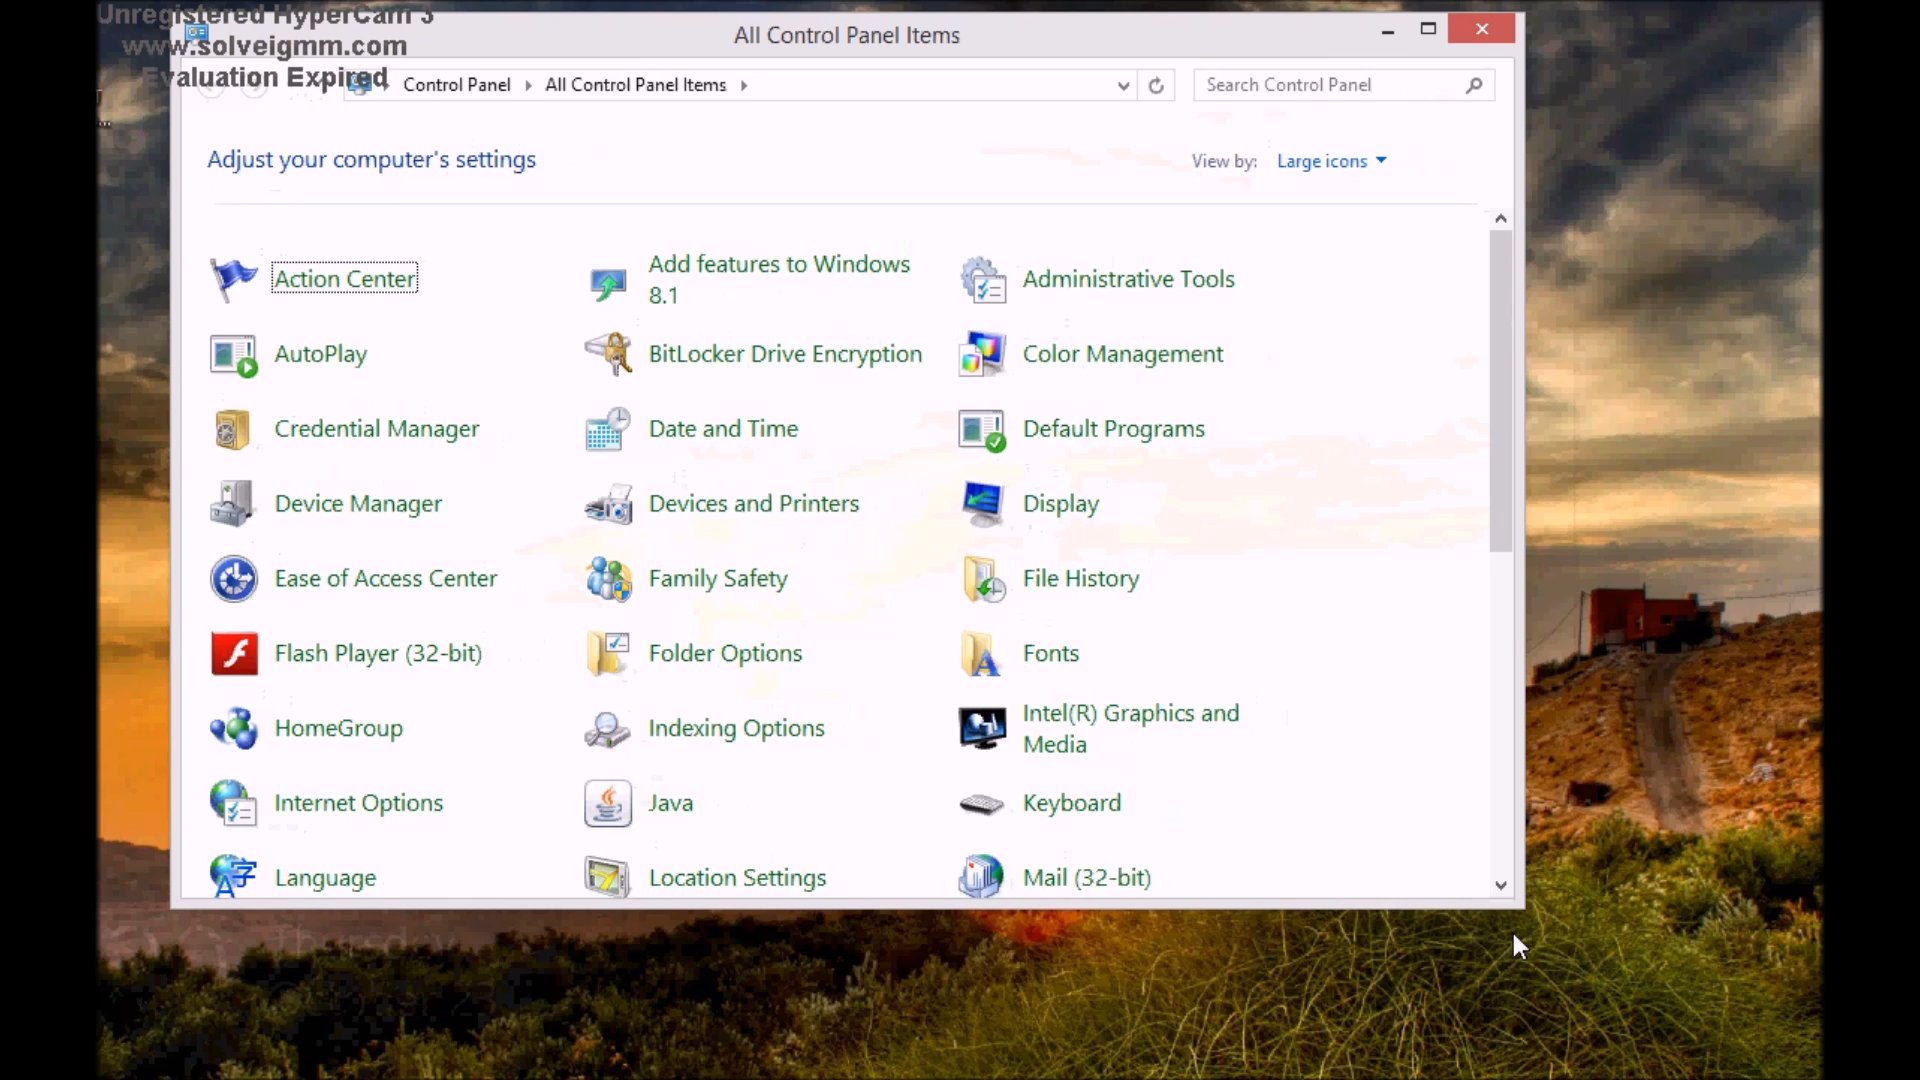 Unregistered HyperCam 3
www.solveigmm.com
Evaluation Expired
All Control Panel Items
Control Panel
All Control Panel Items
Search Control Panel
Adjust your computer's settings
View by: Large icons
Action Center
Add features to Windows
8.1
Administrative Tools
AutoPlay
BitLocker Drive Encryption
Color Management
Credential Manager
Date and Time
Default Programs
Device Manager
Devices and Printers
Display
Ease of Access Center
Family Safety
File History
Flash Player (32-bit)
Folder Options
Fonts
HomeGroup
Indexing Options
Intel(R) Graphics and
Media
Internet Options
Java
Keyboard
Language
Location Settings
Mail (32-bit)
Thursday